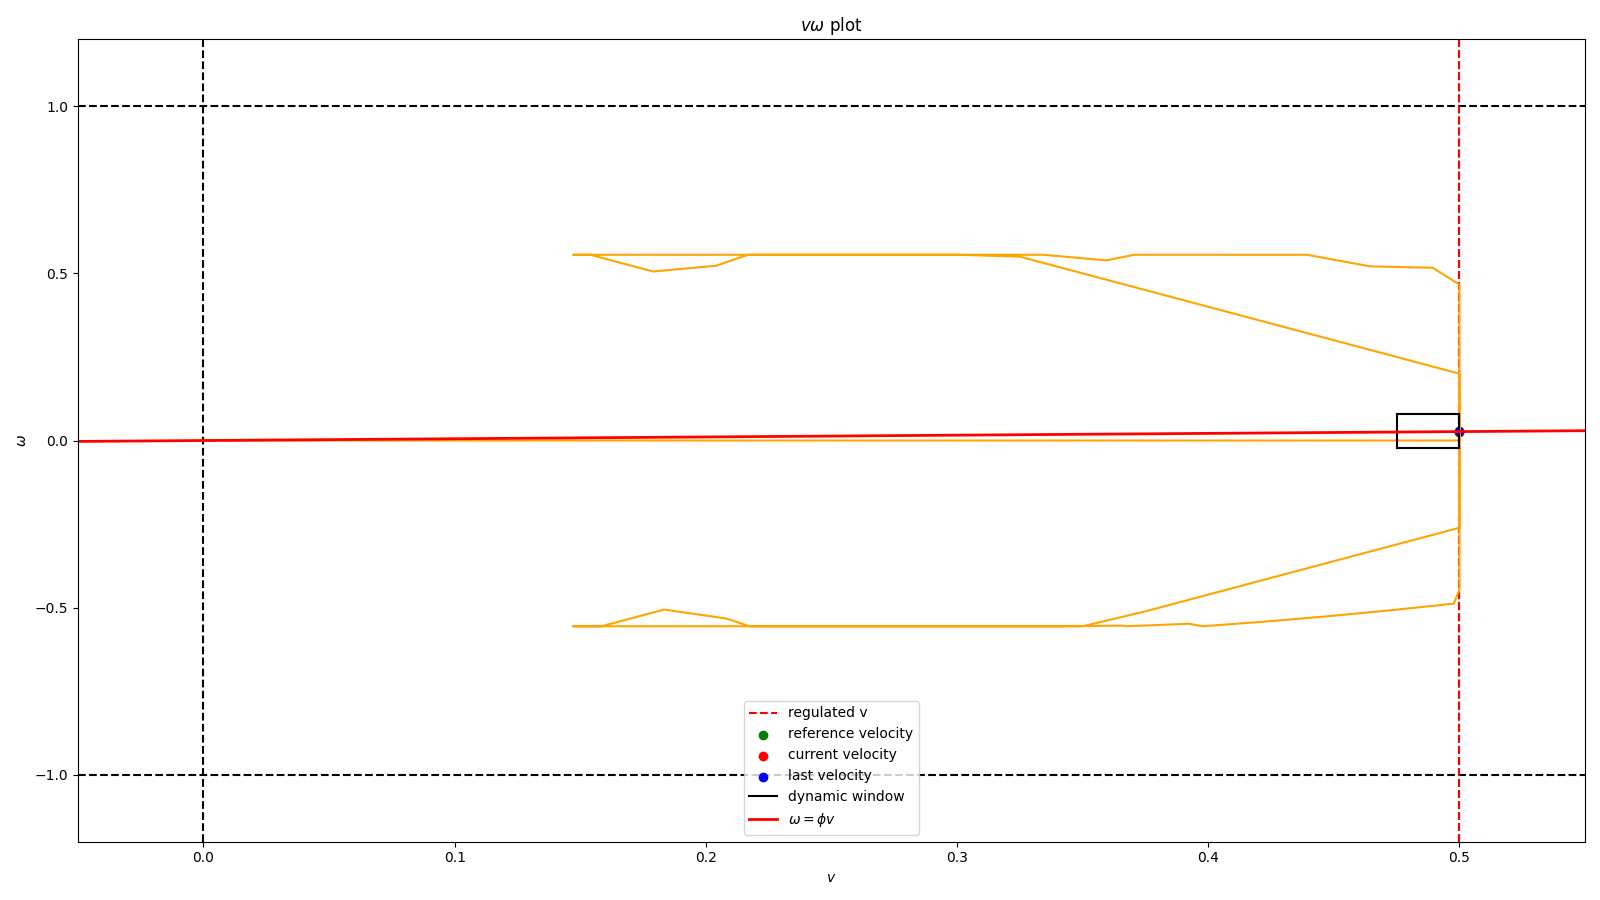 vω plot
1.0
0.5
0.0
−0.5
−1.0
ω
0.0
0.1
0.2
0.3
0.4
0.5
v
regulated v
reference velocity
current velocity
last velocity
dynamic window
ω = ϕv